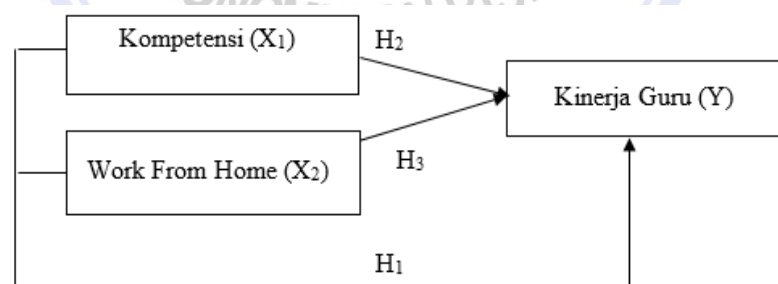 Kompetensi (X₁)
H₂
Kinerja Guru (Y)
Work From Home (X₂)
H₃
H₁